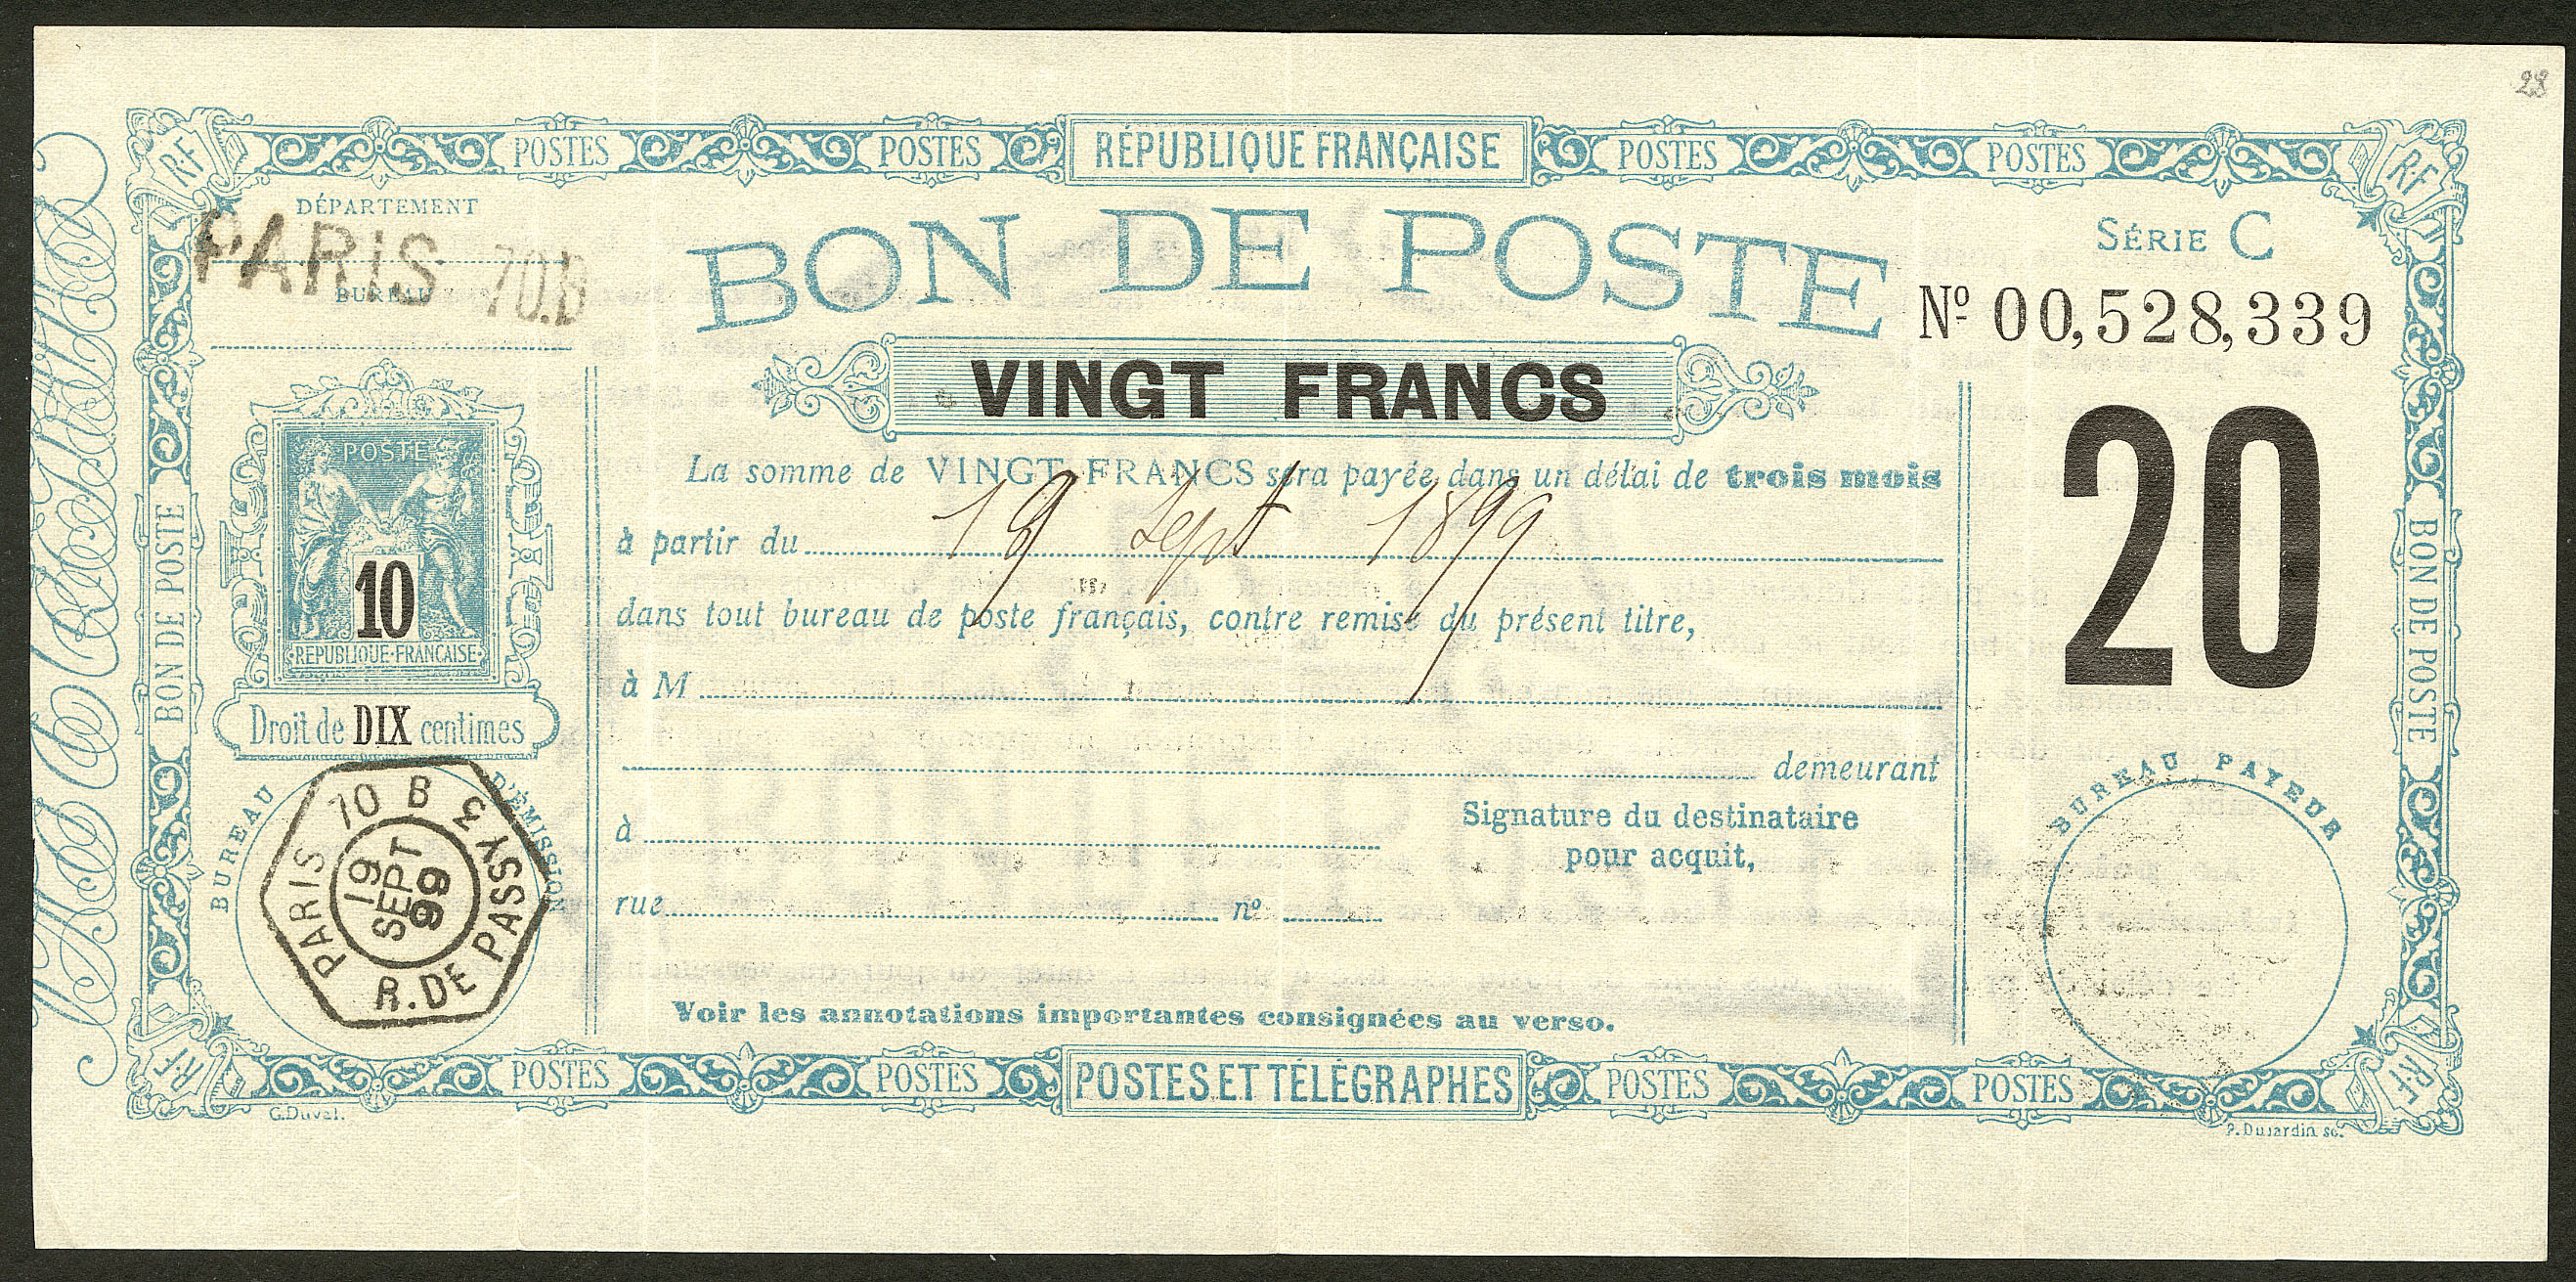 28
R·F POSTES POSTES RÉPUBLIQUE FRANÇAISE POSTES POSTES R·F
DÉPARTEMENT
PARIS 70.B
BUREAU
BON DE POSTE
SÉRIE C
Nº 00,528,339
VINGT FRANCS
20
POSTE
10
REPUBLIQUE·FRANÇAISE
Droit de DIX centimes
BON DE POSTE
BON DE POSTE
La somme de VINGT FRANCS sera payée dans un délai de trois mois
à partir du 19 Sept 1899
dans tout bureau de poste français, contre remise du présent titre,
à M
demeurant
à
Signature du destinataire
pour acquit,
rue nº
Voir les annotations importantes consignées au verso.
BUREAU D'ÉMISSION
PARIS 70 B 3
R. DE PASSY
19
SEPT
99
BUREAU PAYEUR
R·F POSTES POSTES POSTES ET TÉLÉGRAPHES POSTES POSTES R·F
G.Duval.
P.Dujardin sc.